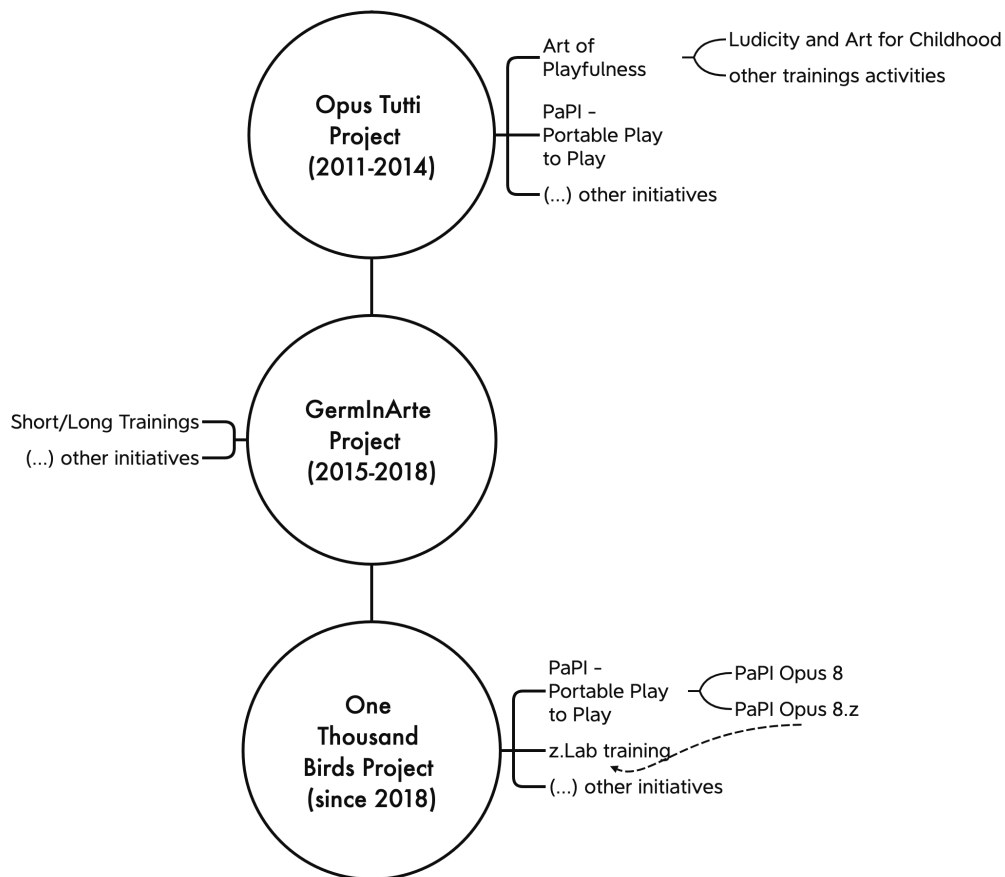 Opus Tutti
Project
(2011-2014)
Art of
Playfulness
Ludicity and Art for Childhood
other trainings activities
PaPI -
Portable Play
to Play
(...) other initiatives
GermInArte
Project
(2015-2018)
Short/Long Trainings
(...) other initiatives
One
Thousand
Birds Project
(since 2018)
PaPI -
Portable Play
to Play
PaPI Opus 8
PaPI Opus 8.z
z.Lab training
(...) other initiatives